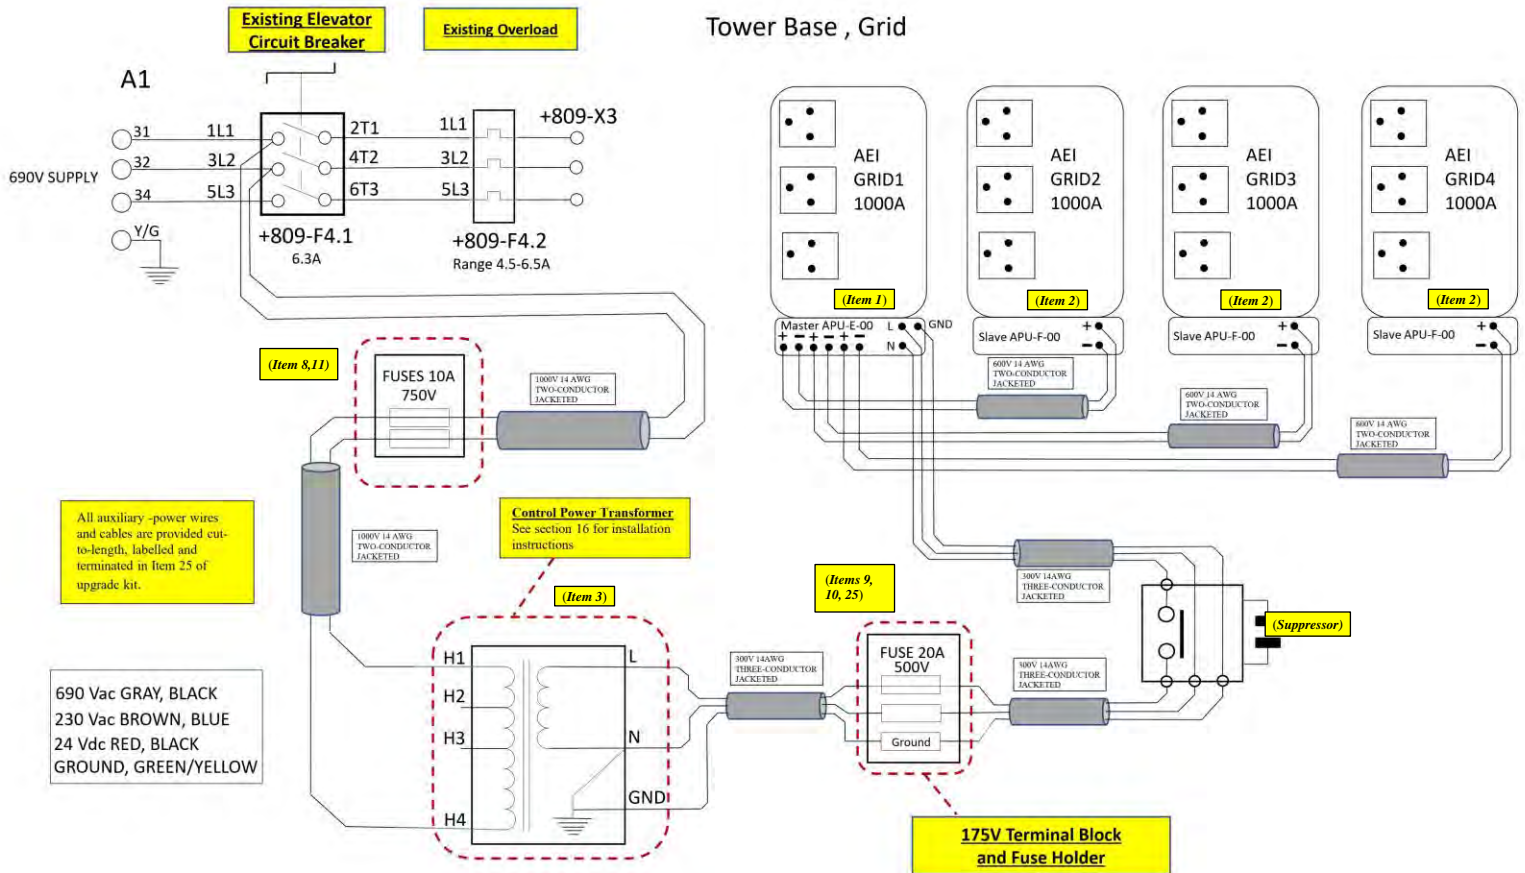 Existing Elevator
Circuit Breaker
Existing Overload
Tower Base , Grid
A1
690V SUPPLY
31
32
34
Y/G
1L1
3L2
5L3
2T1
4T2
6T3
1L1
3L2
5L3
+809-X3
+809-F4.1
6.3A
+809-F4.2
Range 4.5-6.5A
AEI
GRID1
1000A
AEI
GRID2
1000A
AEI
GRID3
1000A
AEI
GRID4
1000A
(Item 1)
(Item 2)
(Item 2)
(Item 2)
Master APU-E-00
L
GND
N
+ − + − + −
Slave APU-F-00
+
−
Slave APU-F-00
+
−
Slave APU-F-00
+
−
600V 14 AWG
TWO-CONDUCTOR
JACKETED
600V 14 AWG
TWO-CONDUCTOR
JACKETED
600V 14 AWG
TWO-CONDUCTOR
JACKETED
(Item 8,11)
FUSES 10A
750V
1000V 14 AWG
TWO-CONDUCTOR
JACKETED
All auxiliary -power wires
and cables are provided cut-
to-length, labelled and
terminated in Item 25 of
upgrade kit.
1000V 14 AWG
TWO-CONDUCTOR
JACKETED
Control Power Transformer
See section 16 for installation
instructions
(Item 3)
(Items 9,
10, 25)
300V 14AWG
THREE-CONDUCTOR
JACKETED
(Suppressor)
H1
H2
H3
H4
L
N
GND
300V 14AWG
THREE-CONDUCTOR
JACKETED
FUSE 20A
500V
Ground
300V 14AWG
THREE-CONDUCTOR
JACKETED
690 Vac GRAY, BLACK
230 Vac BROWN, BLUE
24 Vdc RED, BLACK
GROUND, GREEN/YELLOW
175V Terminal Block
and Fuse Holder